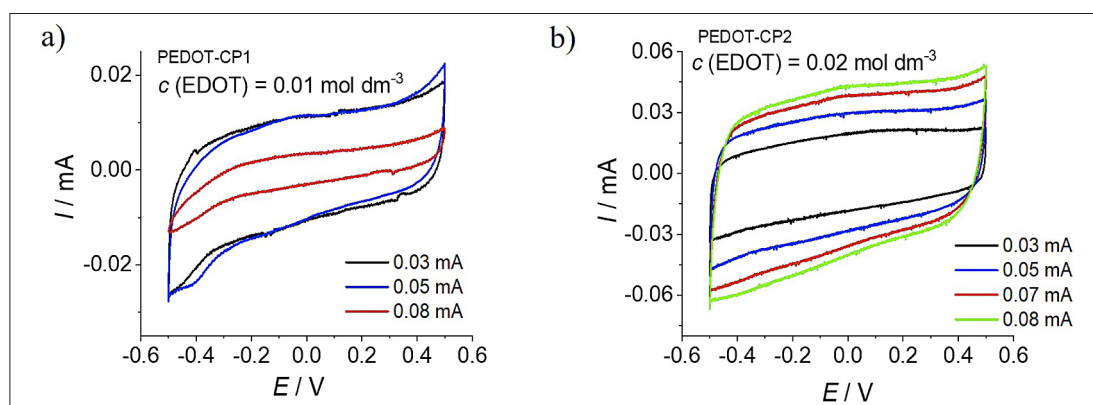 a)
PEDOT-CP1
c (EDOT) = 0.01 mol dm-3
0.02
0.00
-0.02
I / mA
0.03 mA
0.05 mA
0.08 mA
-0.6 -0.4 -0.2 0.0 0.2 0.4 0.6
E / V
b)
PEDOT-CP2
c (EDOT) = 0.02 mol dm-3
0.06
0.03
0.00
-0.03
-0.06
I / mA
0.03 mA
0.05 mA
0.07 mA
0.08 mA
-0.6 -0.4 -0.2 0.0 0.2 0.4 0.6
E / V